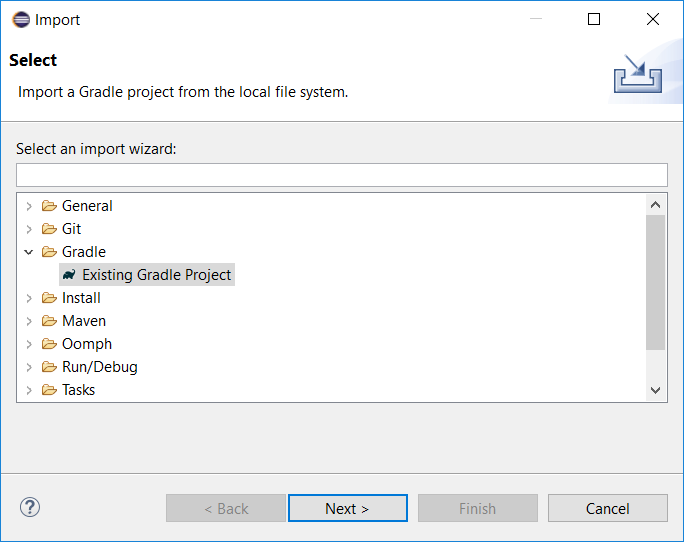 Import
Select
Import a Gradle project from the local file system.
Select an import wizard:
General
Git
Gradle
Existing Gradle Project
Install
Maven
Oomph
Run/Debug
Tasks
? < Back Next > Finish Cancel